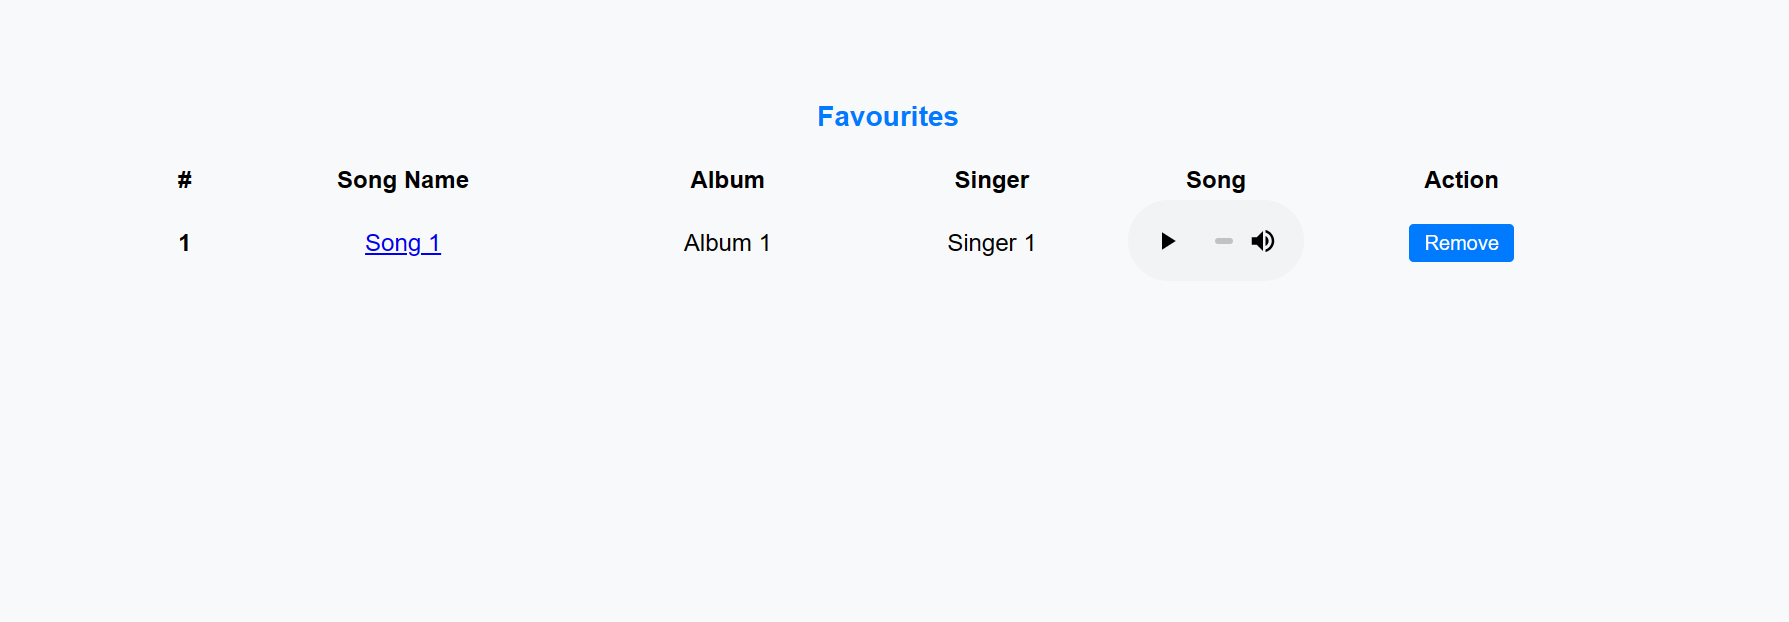 Favourites
# Song Name Album Singer Song Action
1 Song 1 Album 1 Singer 1 Remove